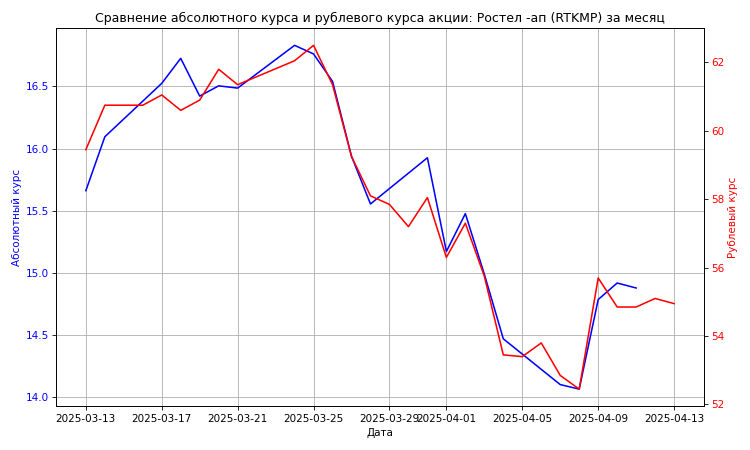 Сравнение абсолютного курса и рублевого курса акции: Ростел -ап (RTKMP) за месяц
Абсолютный курс
16.5
16.0
15.5
15.0
14.5
14.0
62
60
58
56
54
52
Рублевый курс
2025-03-13 2025-03-17 2025-03-21 2025-03-25 2025-03-29 2025-04-01 2025-04-05 2025-04-09 2025-04-13
Дата